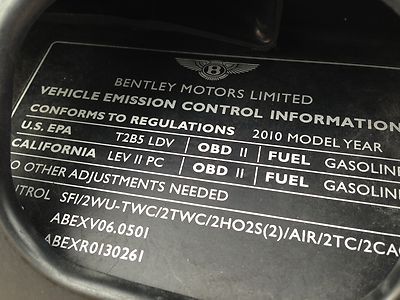 BENTLEY MOTORS LIMITED
VEHICLE EMISSION CONTROL INFORMATION
CONFORMS TO REGULATIONS 2010 MODEL YEAR
U.S. EPA T2B5 LDV OBD II FUEL GASOLINE
CALIFORNIA LEV II PC OBD II FUEL GASOLINE
O OTHER ADJUSTMENTS NEEDED
NTROL SFI/2WU-TWC/2TWC/2HO2S(2)/AIR/2TC/2CAC
ABEXV06.0501
ABEXR0130261